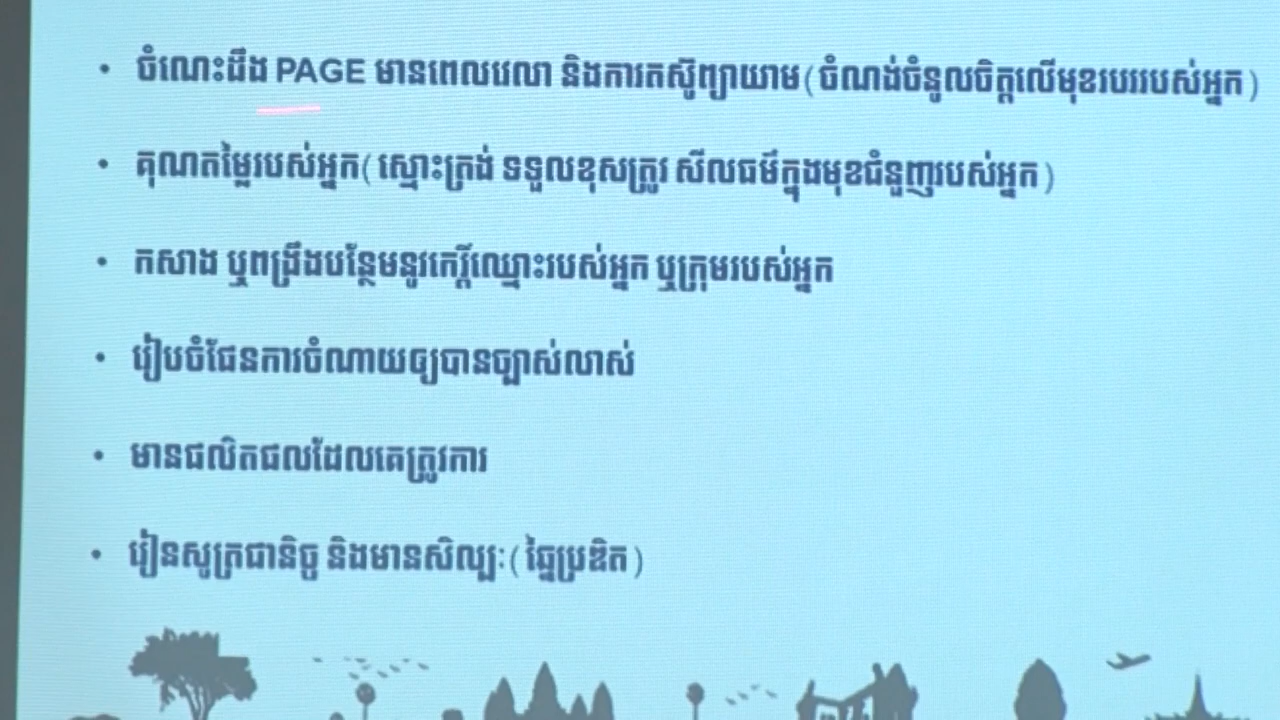 • ចំណេះដឹង PAGE មានពេលវេលា និងការតស៊ូព្យាយាម(ចំណង់ចំនូលចិត្តលើមុខរបររបស់អ្នក)
• គុណតម្លៃរបស់អ្នក(ស្មោះត្រង់ ទទួលខុសត្រូវ សីលធម៌ក្នុងមុខជំនួញរបស់អ្នក)
• កសាង ឬពង្រឹងបន្ថែមនូវកេរ្តិ៍ឈ្មោះរបស់អ្នក ឬក្រុមរបស់អ្នក
• រៀបចំផែនការចំណាយឲ្យបានច្បាស់លាស់
• មានផលិតផលដែលគេត្រូវការ
• រៀនសូត្រជានិច្ច និងមានសិល្បៈ(ឆ្នៃប្រឌិត)